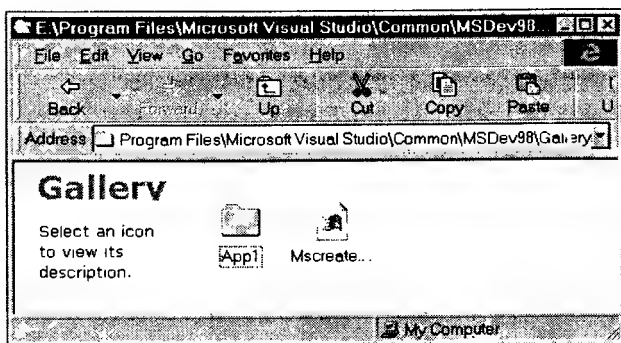 E:\Program Files\Microsoft Visual Studio\Common\MSDev98...
File Edit View Go Favorites Help
Back Forward Up Cut Copy Paste U
Address Program Files\Microsoft Visual Studio\Common\MSDev98\Gallery
Gallery
Select an icon
to view its
description.
App1 Mscreate...
My Computer